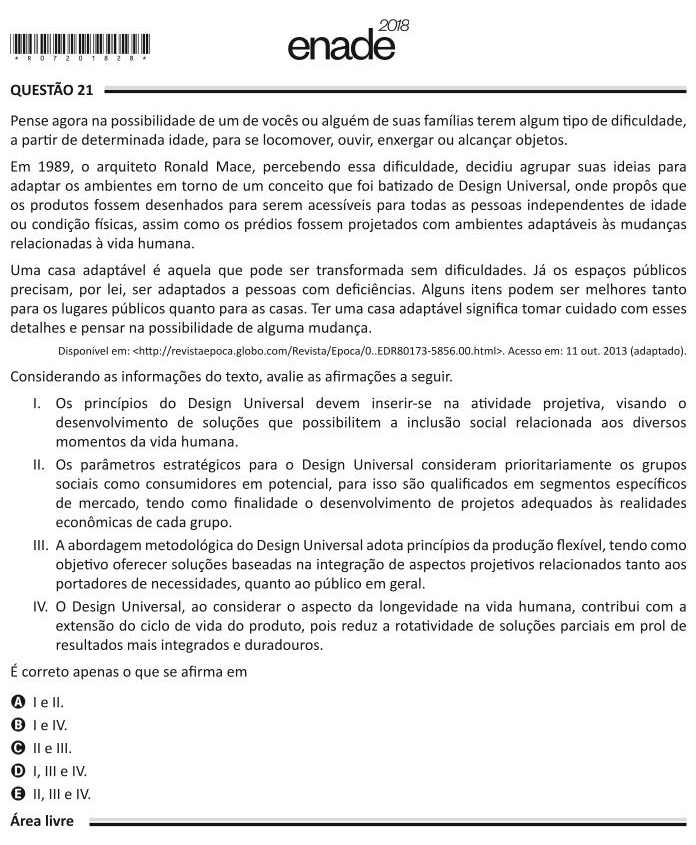 2018
enade
* R 0 7 2 0 1 8 2 8 *
QUESTÃO 21
Pense agora na possibilidade de um de vocês ou alguém de suas famílias terem algum tipo de dificuldade,
a partir de determinada idade, para se locomover, ouvir, enxergar ou alcançar objetos.
Em 1989, o arquiteto Ronald Mace, percebendo essa dificuldade, decidiu agrupar suas ideias para
adaptar os ambientes em torno de um conceito que foi batizado de Design Universal, onde propôs que
os produtos fossem desenhados para serem acessíveis para todas as pessoas independentes de idade
ou condição físicas, assim como os prédios fossem projetados com ambientes adaptáveis às mudanças
relacionadas à vida humana.
Uma casa adaptável é aquela que pode ser transformada sem dificuldades. Já os espaços públicos
precisam, por lei, ser adaptados a pessoas com deficiências. Alguns itens podem ser melhores tanto
para os lugares públicos quanto para as casas. Ter uma casa adaptável significa tomar cuidado com esses
detalhes e pensar na possibilidade de alguma mudança.
Disponível em: <http://revistaepoca.globo.com/Revista/Epoca/0..EDR80173-5856.00.html>. Acesso em: 11 out. 2013 (adaptado).
Considerando as informações do texto, avalie as afirmações a seguir.
I. Os princípios do Design Universal devem inserir-se na atividade projetiva, visando o
desenvolvimento de soluções que possibilitem a inclusão social relacionada aos diversos
momentos da vida humana.
II. Os parâmetros estratégicos para o Design Universal consideram prioritariamente os grupos
sociais como consumidores em potencial, para isso são qualificados em segmentos específicos
de mercado, tendo como finalidade o desenvolvimento de projetos adequados às realidades
econômicas de cada grupo.
III. A abordagem metodológica do Design Universal adota princípios da produção flexível, tendo como
objetivo oferecer soluções baseadas na integração de aspectos projetivos relacionados tanto aos
portadores de necessidades, quanto ao público em geral.
IV. O Design Universal, ao considerar o aspecto da longevidade na vida humana, contribui com a
extensão do ciclo de vida do produto, pois reduz a rotatividade de soluções parciais em prol de
resultados mais integrados e duradouros.
É correto apenas o que se afirma em
A I e II.
B I e IV.
C II e III.
D I, III e IV.
E II, III e IV.
Área livre